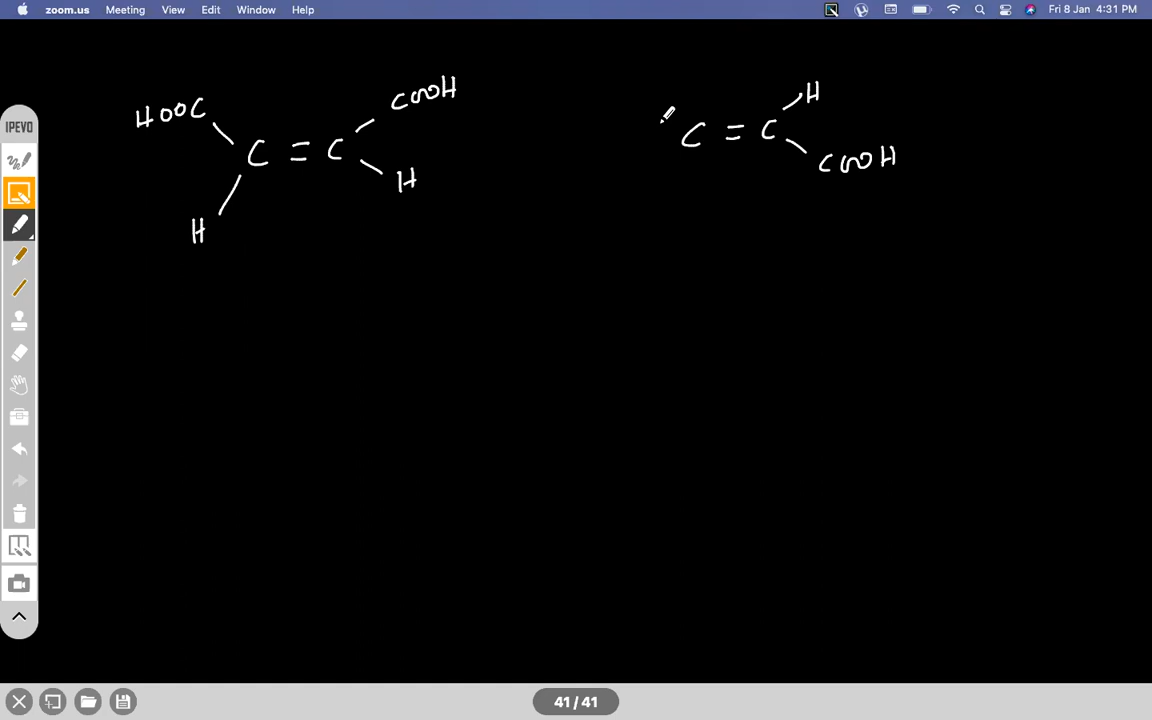 zoom.us Meeting View Edit Window Help Fri 8 Jan 4:31 PM
IPEVO
HOOC COOH
C = C
H H
H
C = C
COOH
41 / 41